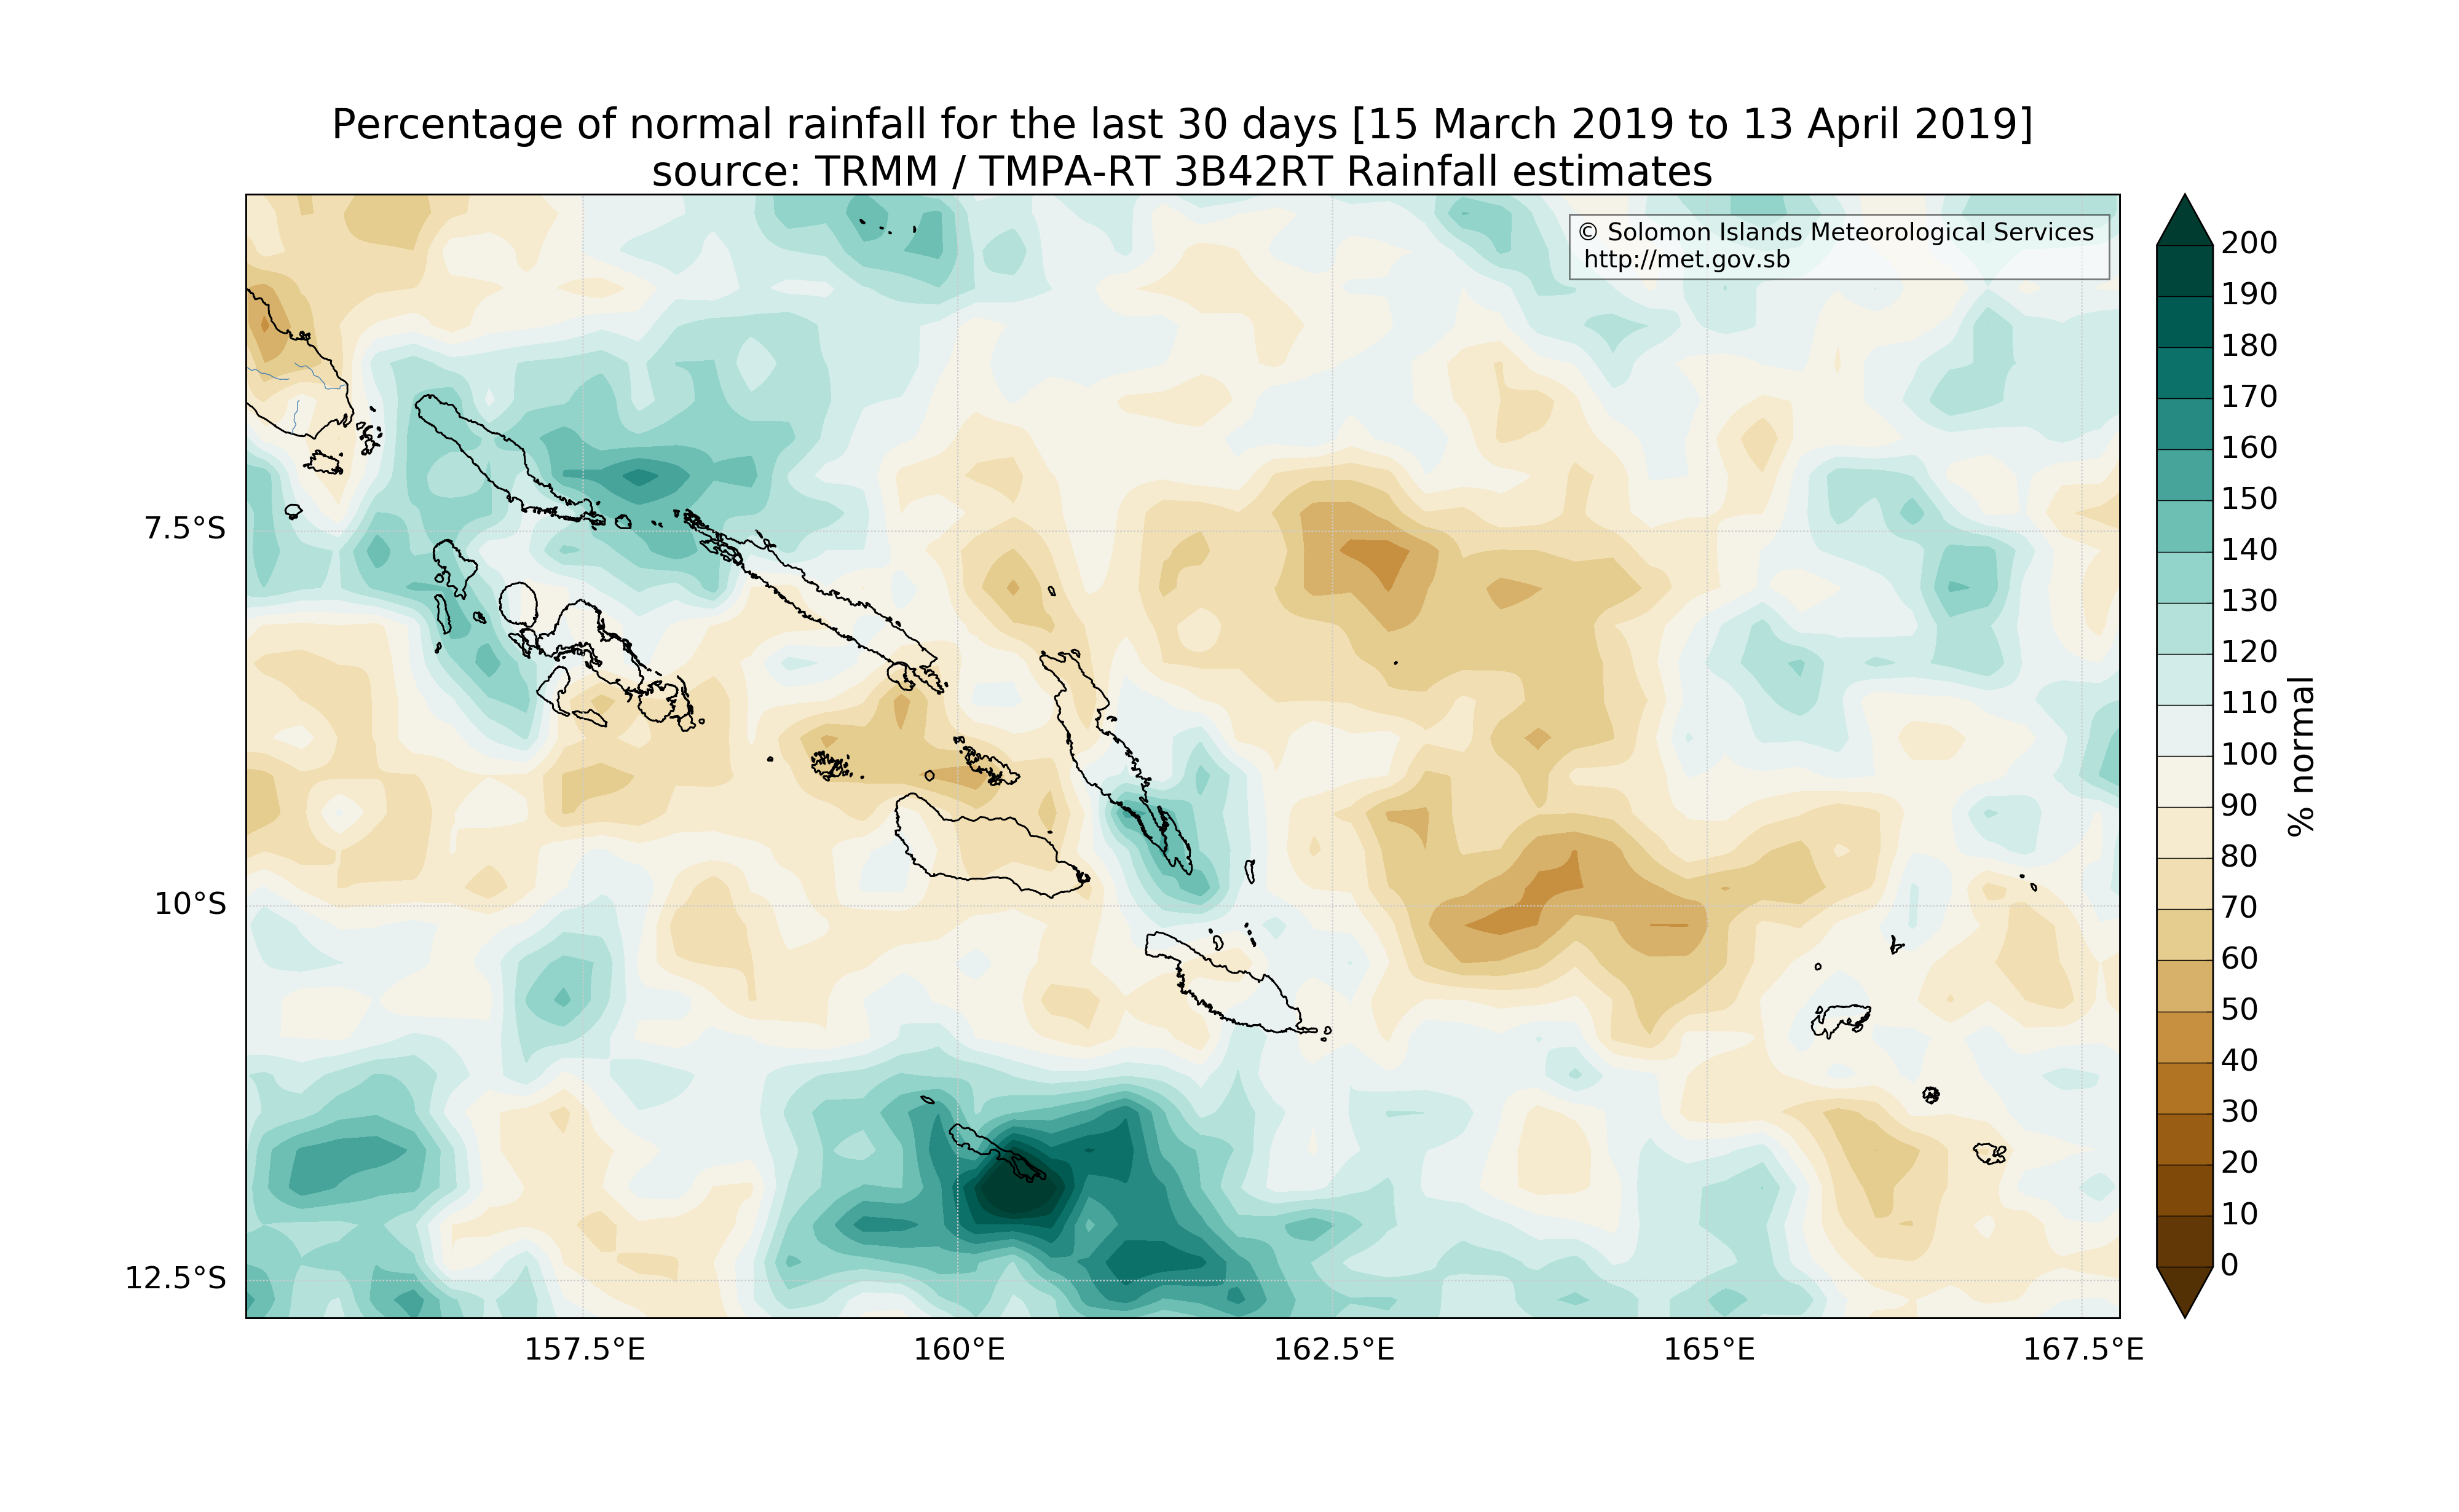 Percentage of normal rainfall for the last 30 days [15 March 2019 to 13 April 2019]
source: TRMM / TMPA-RT 3B42RT Rainfall estimates
© Solomon Islands Meteorological Services
http://met.gov.sb
7.5°S
10°S
12.5°S
157.5°E
160°E
162.5°E
165°E
167.5°E
200
190
180
170
160
150
140
130
120
110
100
90
80
70
60
50
40
30
20
10
0
% normal